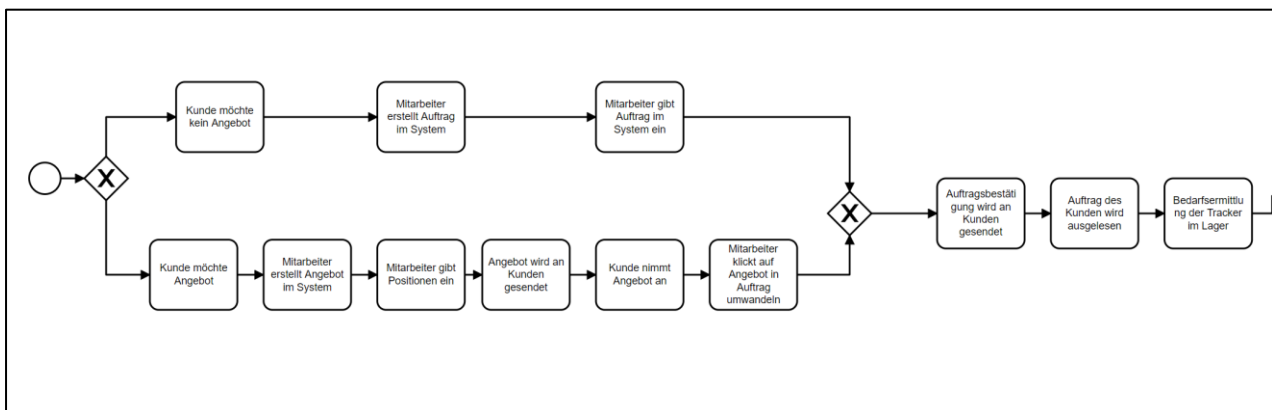 Kunde möchte
kein Angebot
Mitarbeiter
erstellt Auftrag
im System
Mitarbeiter gibt
Auftrag im
System ein
X
X
Auftragsbestäti
gung wird an
Kunden
gesendet
Auftrag des
Kunden wird
ausgelesen
Bedarfsermittlu
ng der Tracker
im Lager
Kunde möchte
Angebot
Mitarbeiter
erstellt Angebot
im System
Mitarbeiter gibt
Positionen ein
Angebot wird an
Kunden
gesendet
Kunde nimmt
Angebot an
Mitarbeiter
klickt auf
Angebot in
Auftrag
umwandeln